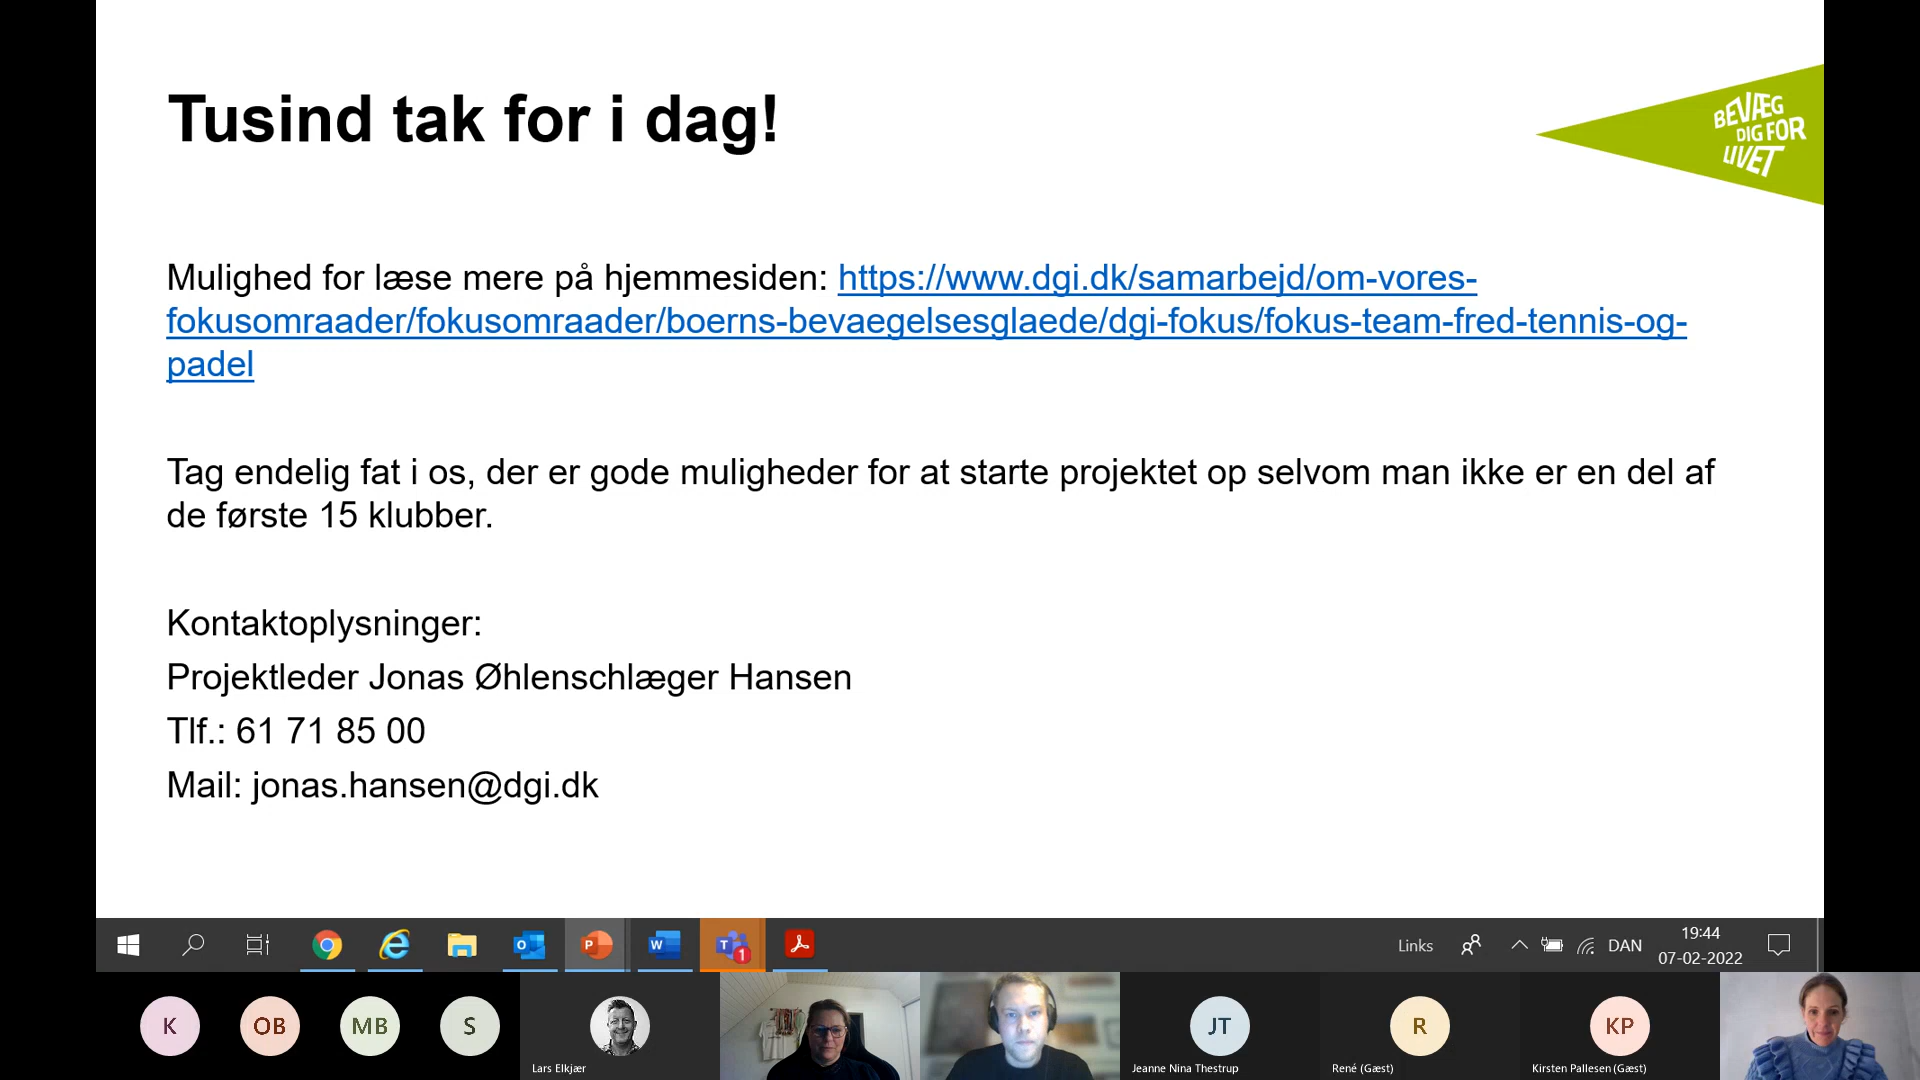 Tusind tak for i dag!
BEVÆG
DIG FOR
LIVET
Mulighed for læse mere på hjemmesiden: https://www.dgi.dk/samarbejd/om-vores-
fokusomraader/fokusomraader/boerns-bevaegelsesglaede/dgi-fokus/fokus-team-fred-tennis-og-
padel
Tag endelig fat i os, der er gode muligheder for at starte projektet op selvom man ikke er en del af
de første 15 klubber.
Kontaktoplysninger:
Projektleder Jonas Øhlenschlæger Hansen
Tlf.: 61 71 85 00
Mail: jonas.hansen@dgi.dk
Links
DAN
19:44
07-02-2022
K
OB
MB
S
Lars Elkjær
JT
Jeanne Nina Thestrup
R
René (Gæst)
KP
Kirsten Pallesen (Gæst)